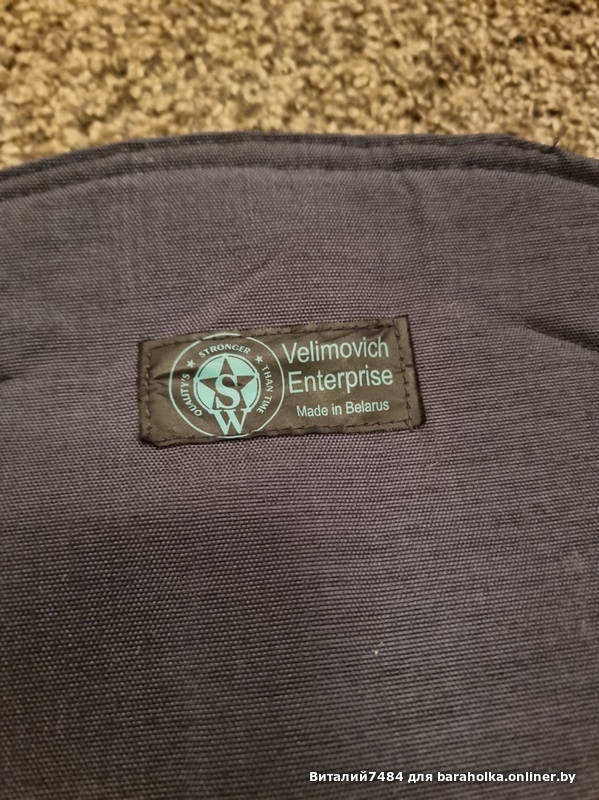 QUALITY'S ★ STRONGER ★ THAN TIME
SW
Velimovich
Enterprise
Made in Belarus
Виталий7484 для baraholka.onliner.by